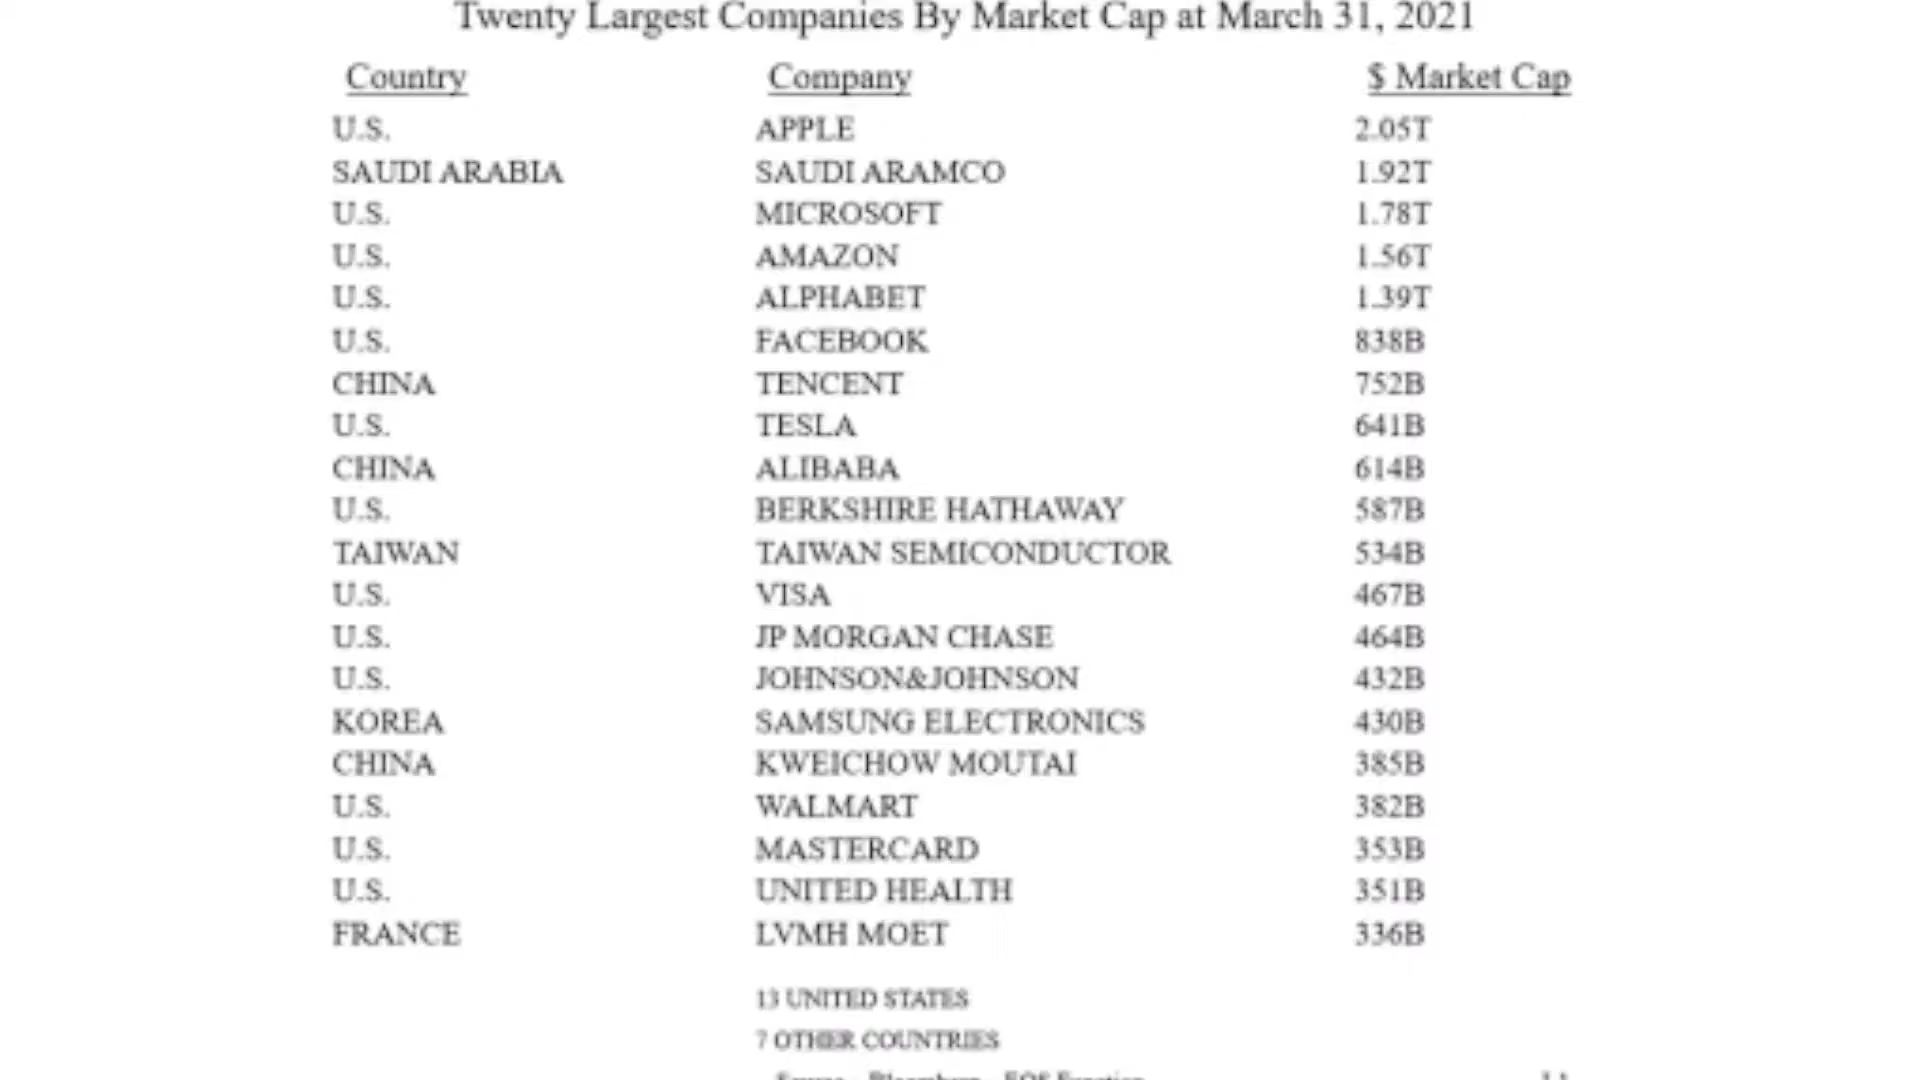 Twenty Largest Companies By Market Cap at March 31, 2021
Country Company $ Market Cap
U.S. APPLE 2.05T
SAUDI ARABIA SAUDI ARAMCO 1.92T
U.S. MICROSOFT 1.78T
U.S. AMAZON 1.56T
U.S. ALPHABET 1.39T
U.S. FACEBOOK 838B
CHINA TENCENT 752B
U.S. TESLA 641B
CHINA ALIBABA 614B
U.S. BERKSHIRE HATHAWAY 587B
TAIWAN TAIWAN SEMICONDUCTOR 534B
U.S. VISA 467B
U.S. JP MORGAN CHASE 464B
U.S. JOHNSON&JOHNSON 432B
KOREA SAMSUNG ELECTRONICS 430B
CHINA KWEICHOW MOUTAI 385B
U.S. WALMART 382B
U.S. MASTERCARD 353B
U.S. UNITED HEALTH 351B
FRANCE LVMH MOET 336B
13 UNITED STATES
7 OTHER COUNTRIES